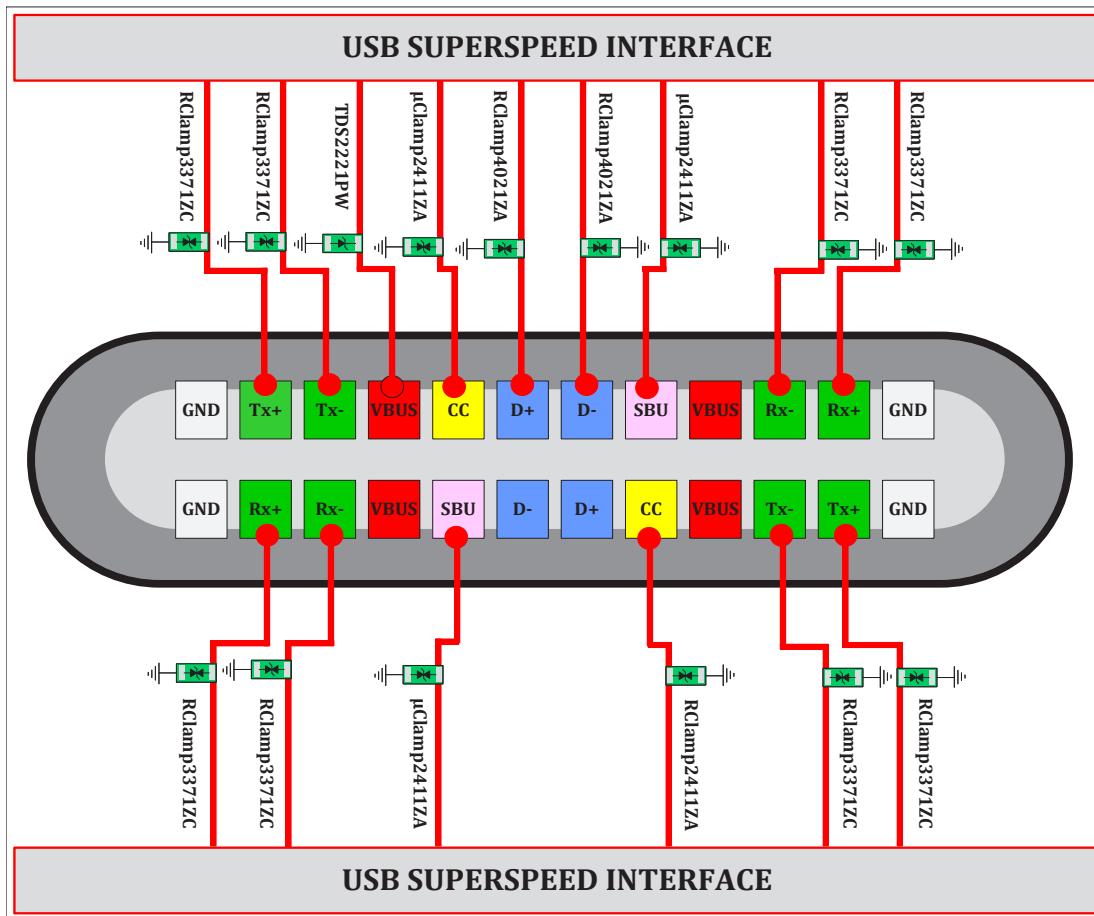 USB SUPERSPEED INTERFACE
RClamp3371ZC
RClamp3371ZC
TDS2221PW
μClamp2411ZA
RClamp4021ZA
RClamp4021ZA
μClamp2411ZA
RClamp3371ZC
RClamp3371ZC
GND Tx+ Tx- VBUS CC D+ D- SBU VBUS Rx- Rx+ GND
GND Rx+ Rx- VBUS SBU D- D+ CC VBUS Tx- Tx+ GND
RClamp3371ZC
RClamp3371ZC
μClamp2411ZA
RClamp2411ZA
RClamp3371ZC
RClamp3371ZC
USB SUPERSPEED INTERFACE